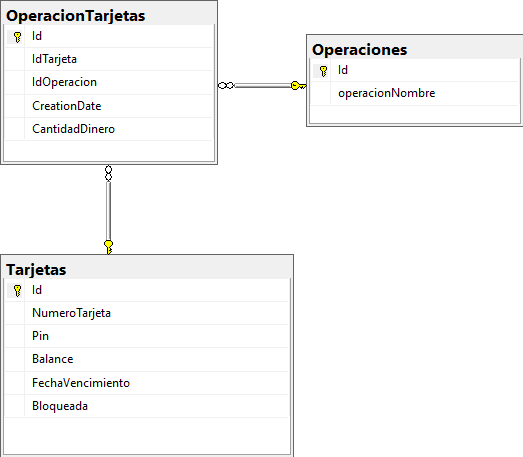 OperacionTarjetas
Id
IdTarjeta
IdOperacion
CreationDate
CantidadDinero
Operaciones
Id
operacionNombre
Tarjetas
Id
NumeroTarjeta
Pin
Balance
FechaVencimiento
Bloqueada